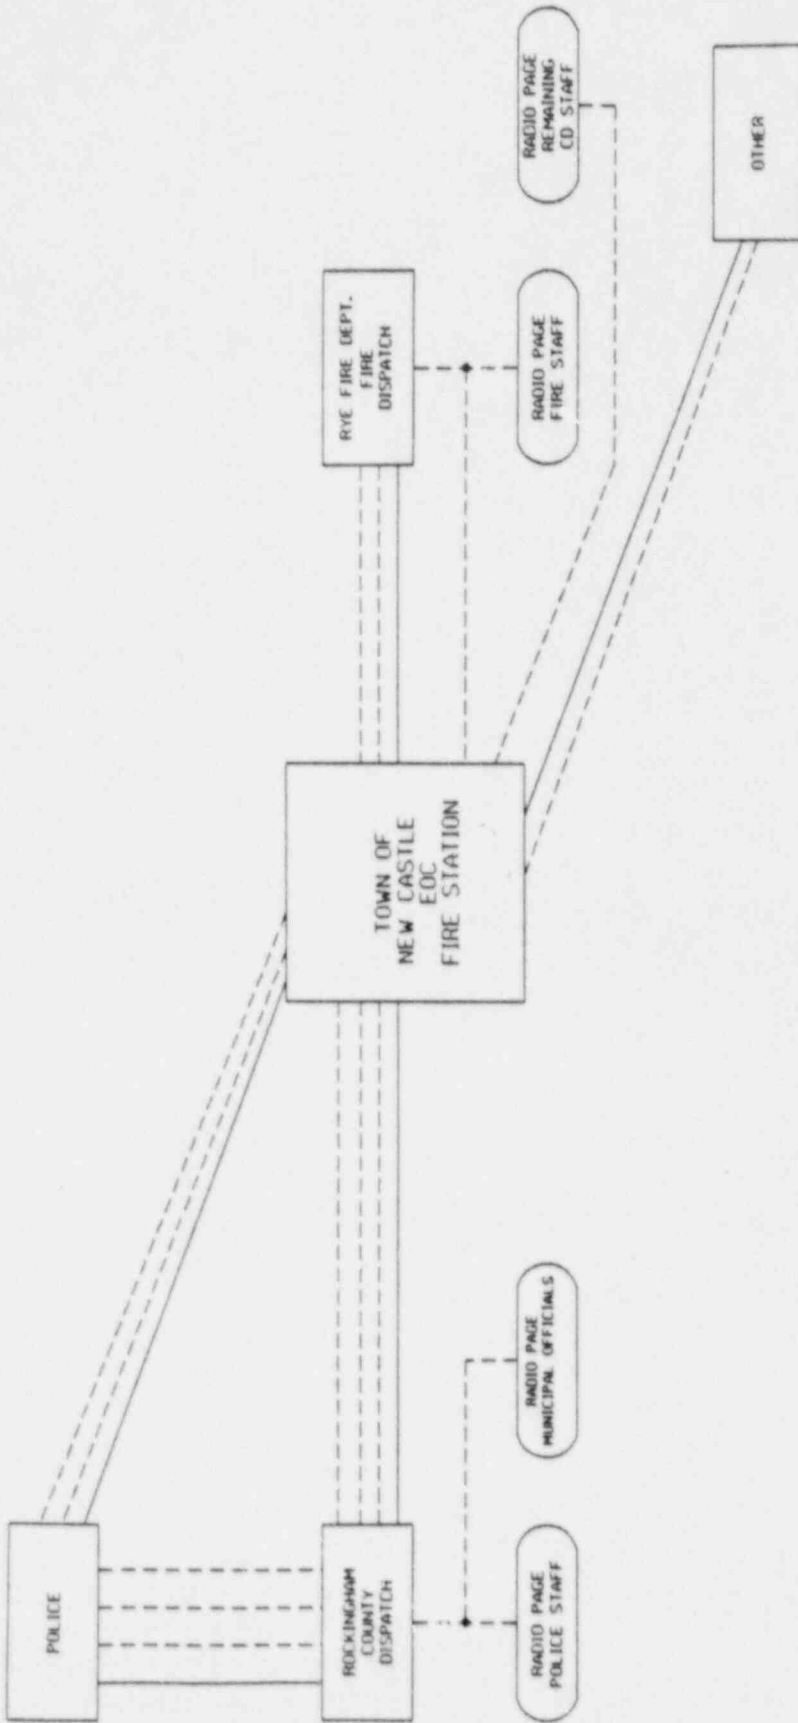 POLICE
ROCKINGHAM
COUNTY
DISPATCH
RADIO PAGE
POLICE STAFF
RADIO PAGE
MUNICIPAL OFFICIALS
TOWN OF
NEW CASTLE
EOC
FIRE STATION
RYE FIRE DEPT.
FIRE
DISPATCH
RADIO PAGE
FIRE STAFF
RADIO PAGE
REMAINING
CD STAFF
OTHER